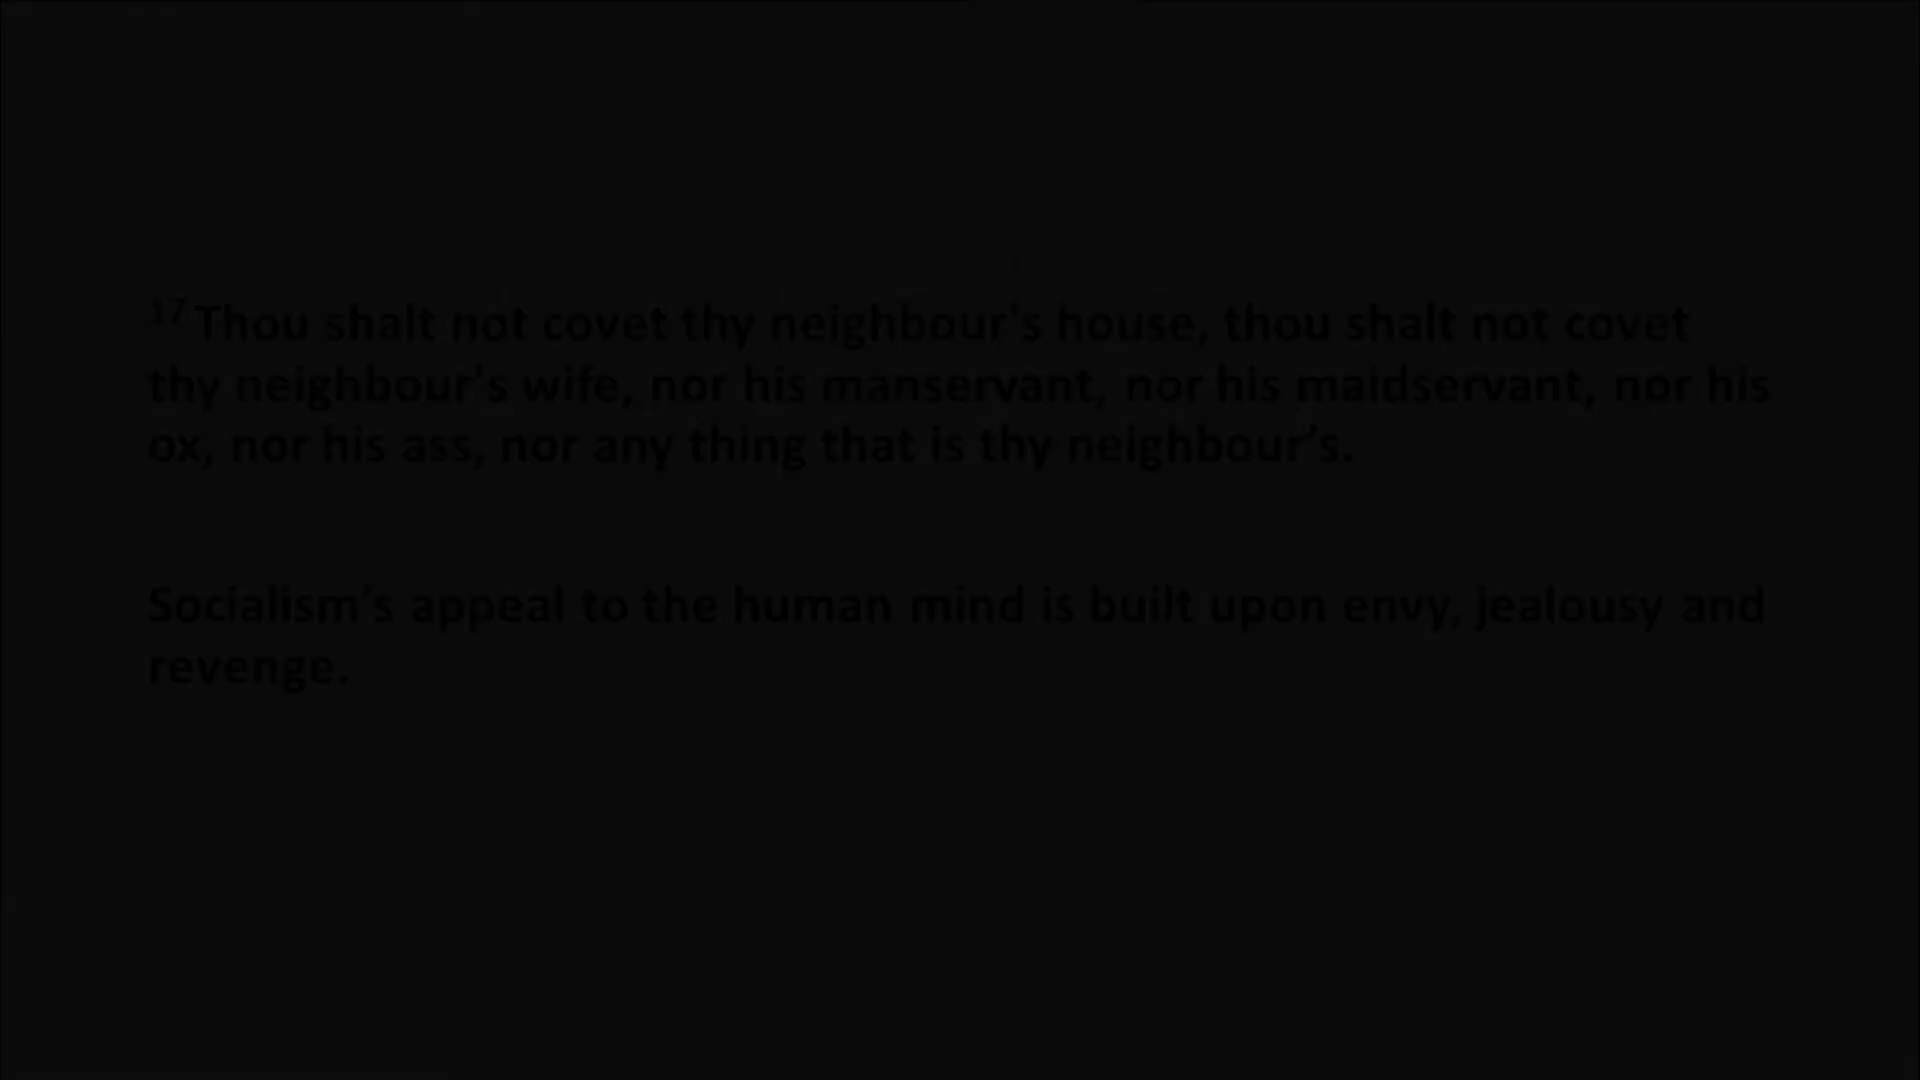 17 Thou shalt not covet thy neighbour's house, thou shalt not covet
thy neighbour's wife, nor his manservant, nor his maidservant, nor his
ox, nor his ass, nor any thing that is thy neighbour’s.
Socialism’s appeal to the human mind is built upon envy, jealousy and
revenge.